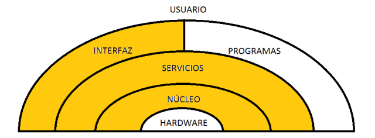 USUARIO
INTERFAZ PROGRAMAS
SERVICIOS
NÚCLEO
HARDWARE